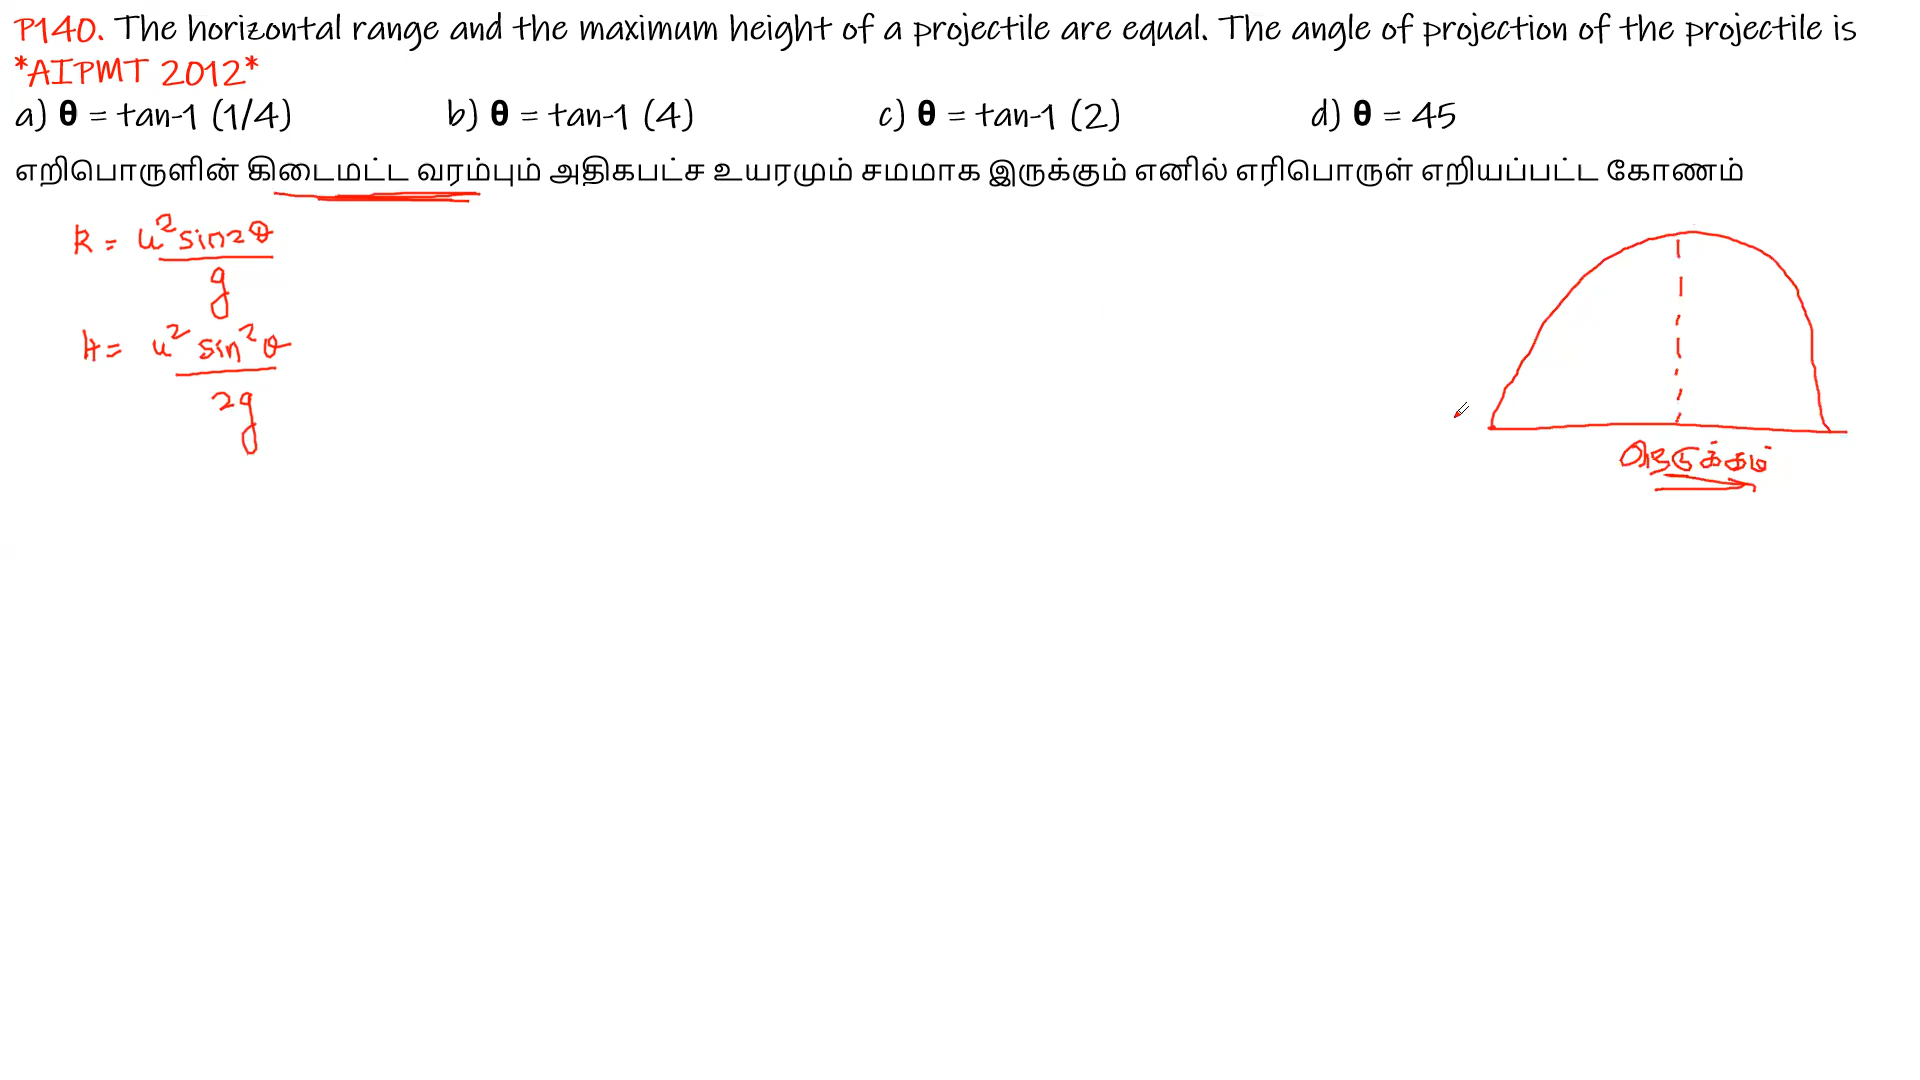 P140. The horizontal range and the maximum height of a projectile are equal. The angle of projection of the projectile is
*AIPMT 2012*
a) θ = tan-1 (1/4) b) θ = tan-1 (4) c) θ = tan-1 (2) d) θ = 45
எறிபொருளின் கிடைமட்ட வரம்பும் அதிகபட்ச உயரமும் சமமாக இருக்கும் எனில் எரிபொருள் எறியப்பட்ட கோணம்
R = u² sin2θ
g
H = u² sin²θ
2g